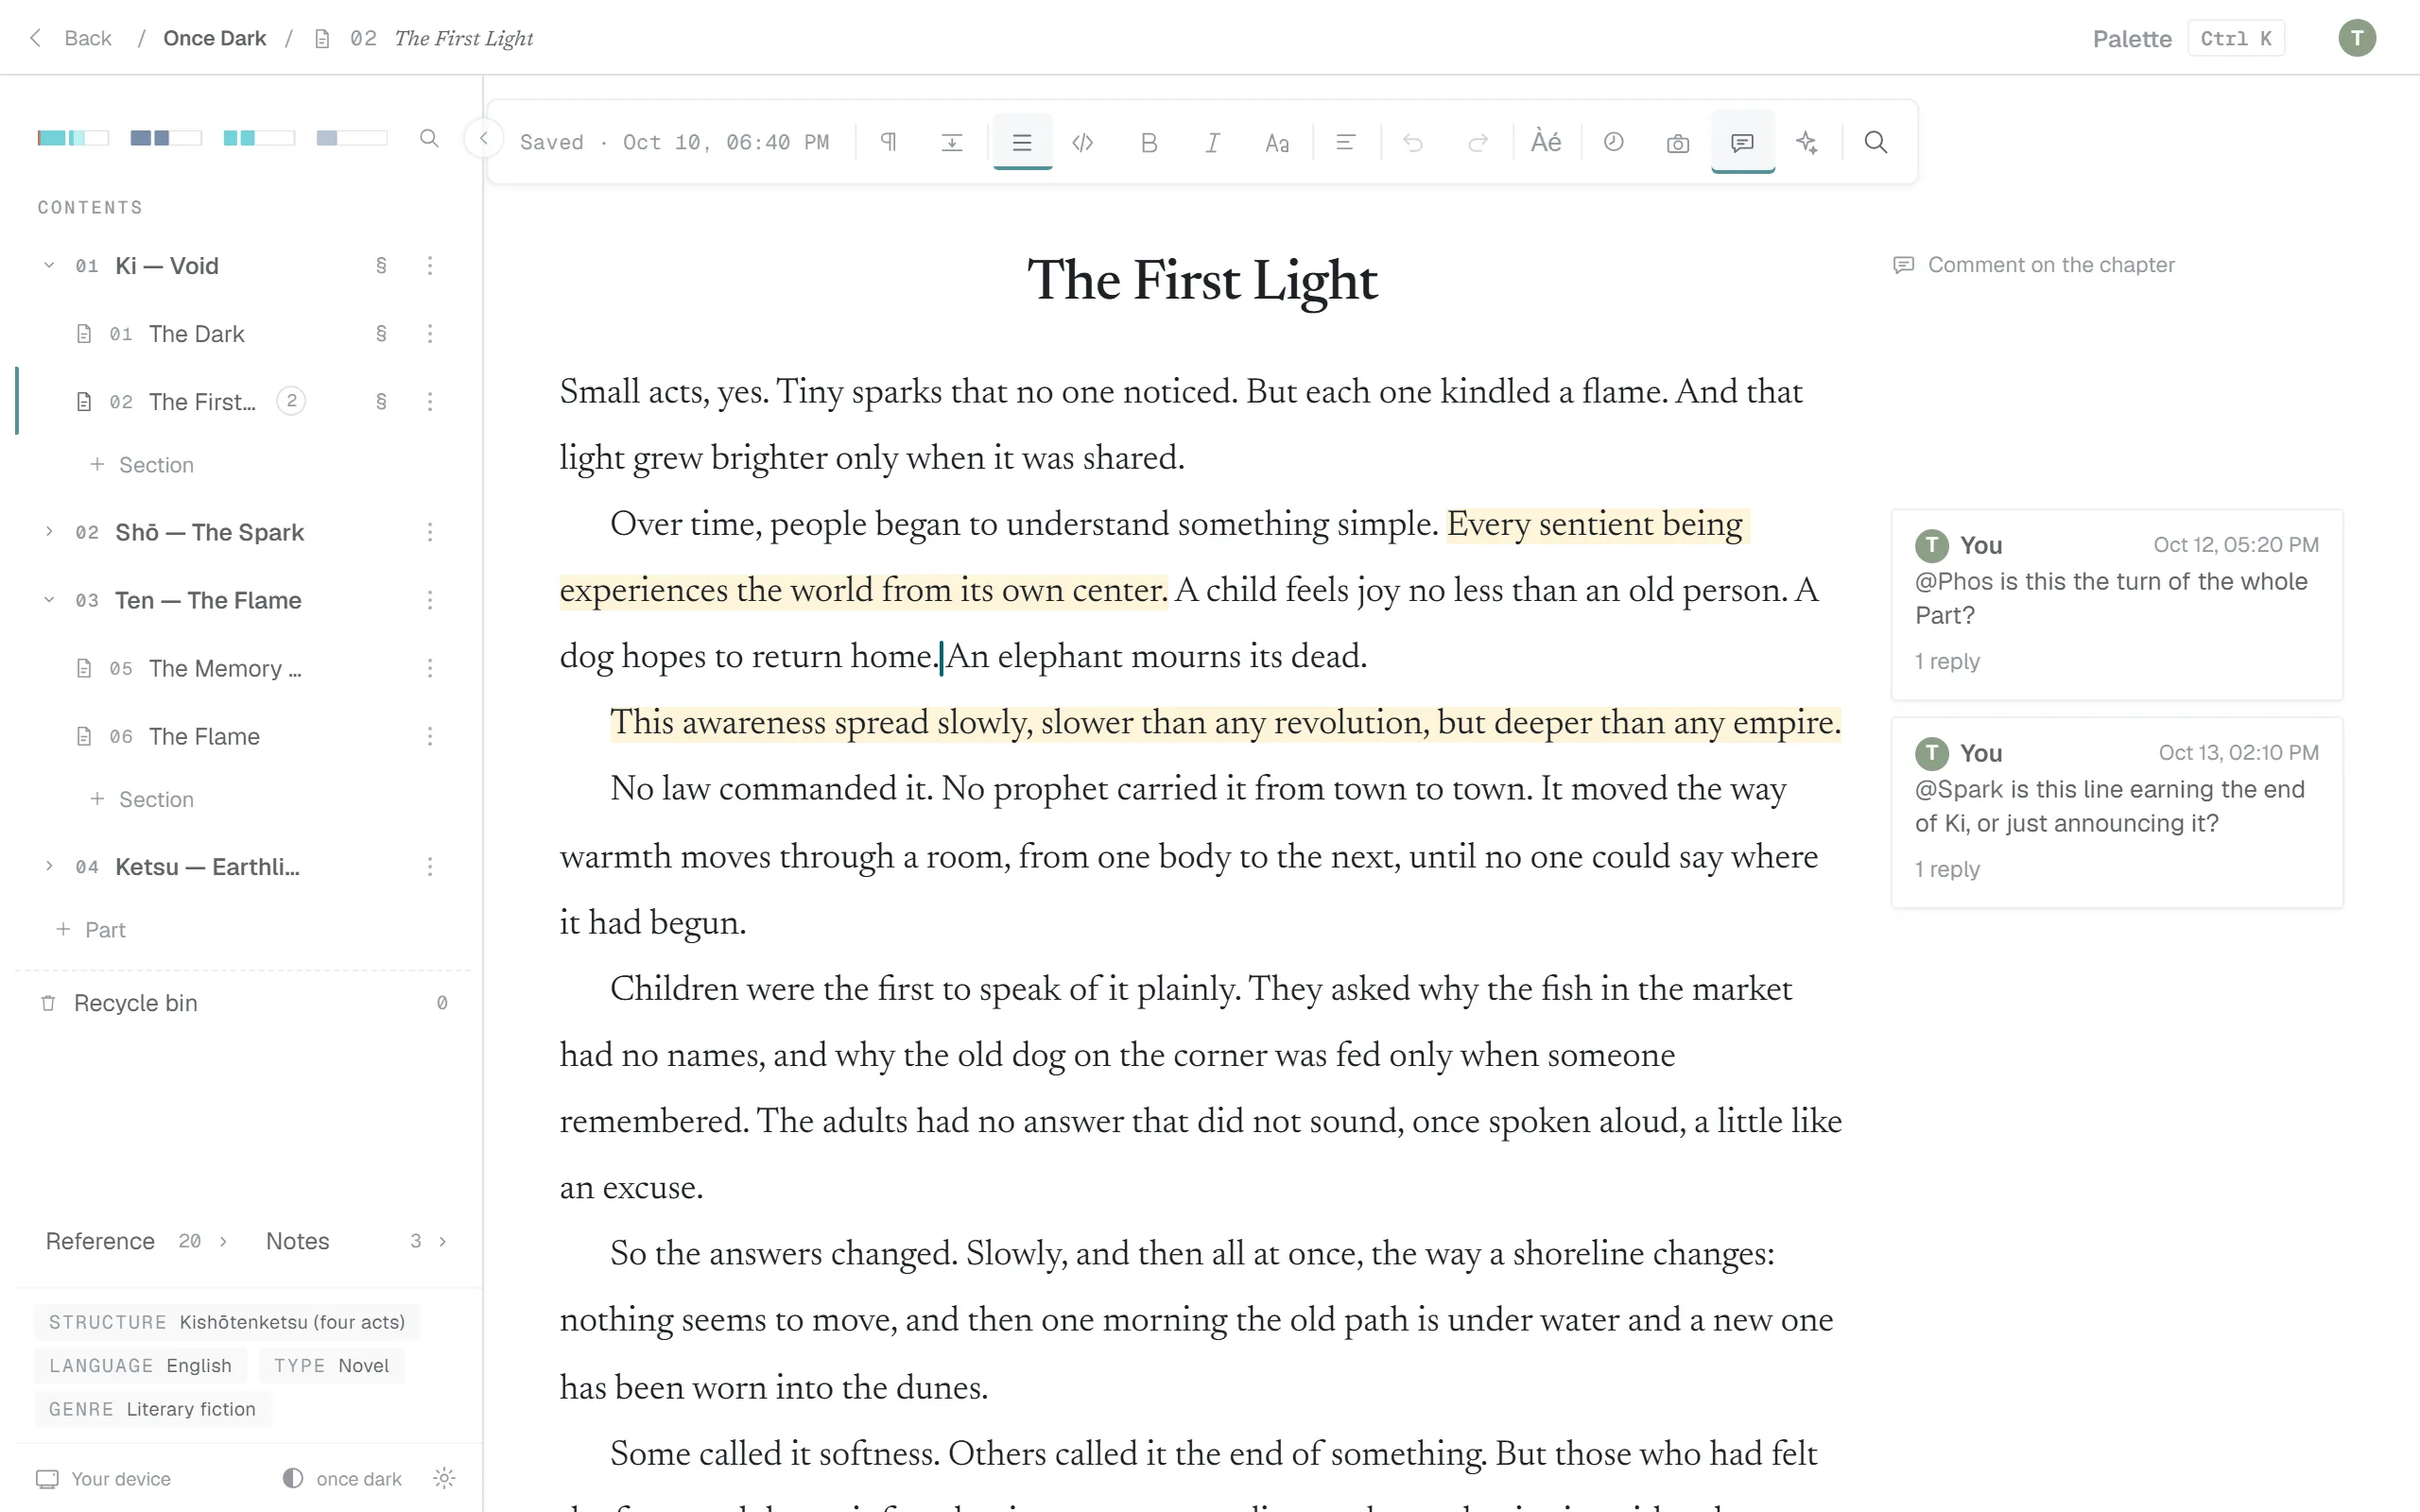 Back / Once Dark / 02 The First Light
Palette Ctrl K T
Saved · Oct 10, 06:40 PM
B I Aa Àé
CONTENTS
01 Ki — Void §
01 The Dark §
02 The First… 2 §
+ Section
02 Shō — The Spark
03 Ten — The Flame
05 The Memory …
06 The Flame
+ Section
04 Ketsu — Earthli…
+ Part
Recycle bin 0
Reference 20 Notes 3
STRUCTURE Kishōtenketsu (four acts)
LANGUAGE English TYPE Novel
GENRE Literary fiction
Your device once dark
The First Light
Small acts, yes. Tiny sparks that no one noticed. But each one kindled a flame. And that
light grew brighter only when it was shared.
Over time, people began to understand something simple. Every sentient being
experiences the world from its own center. A child feels joy no less than an old person. A
dog hopes to return home. An elephant mourns its dead.
This awareness spread slowly, slower than any revolution, but deeper than any empire.
No law commanded it. No prophet carried it from town to town. It moved the way
warmth moves through a room, from one body to the next, until no one could say where
it had begun.
Children were the first to speak of it plainly. They asked why the fish in the market
had no names, and why the old dog on the corner was fed only when someone
remembered. The adults had no answer that did not sound, once spoken aloud, a little like
an excuse.
So the answers changed. Slowly, and then all at once, the way a shoreline changes:
nothing seems to move, and then one morning the old path is under water and a new one
has been worn into the dunes.
Some called it softness. Others called it the end of something. But those who had felt
Comment on the chapter
T You Oct 12, 05:20 PM
@Phos is this the turn of the whole
Part?
1 reply
T You Oct 13, 02:10 PM
@Spark is this line earning the end
of Ki, or just announcing it?
1 reply